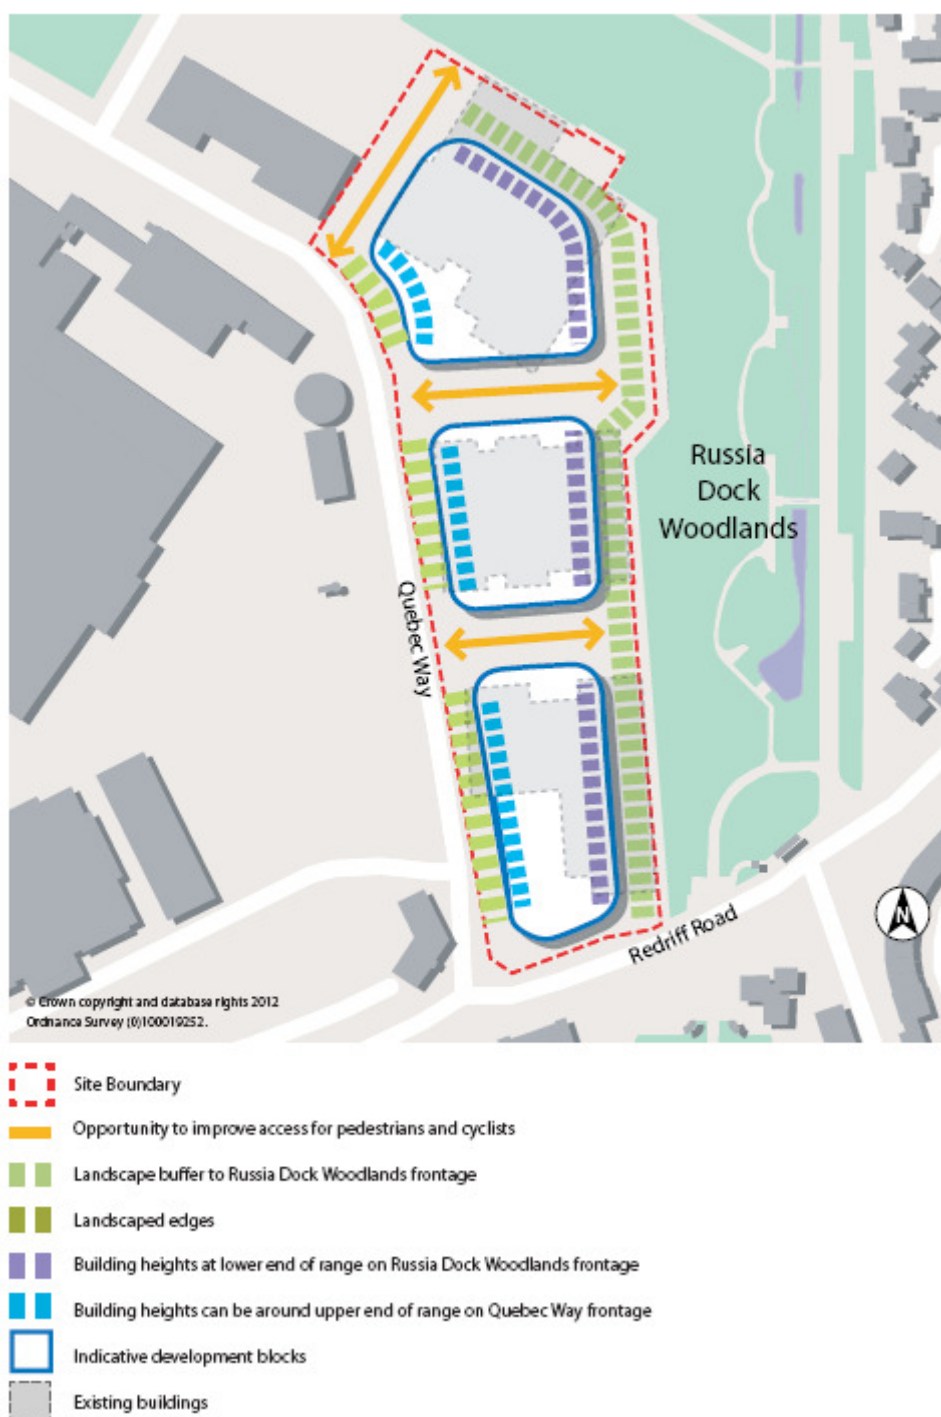 Russia
Dock
Woodlands
Quebec Way
Redriff Road
N
© Crown copyright and database rights 2012
Ordnance Survey (0)100019252.
Site Boundary
Opportunity to improve access for pedestrians and cyclists
Landscape buffer to Russia Dock Woodlands frontage
Landscaped edges
Building heights at lower end of range on Russia Dock Woodlands frontage
Building heights can be around upper end of range on Quebec Way frontage
Indicative development blocks
Existing buildings